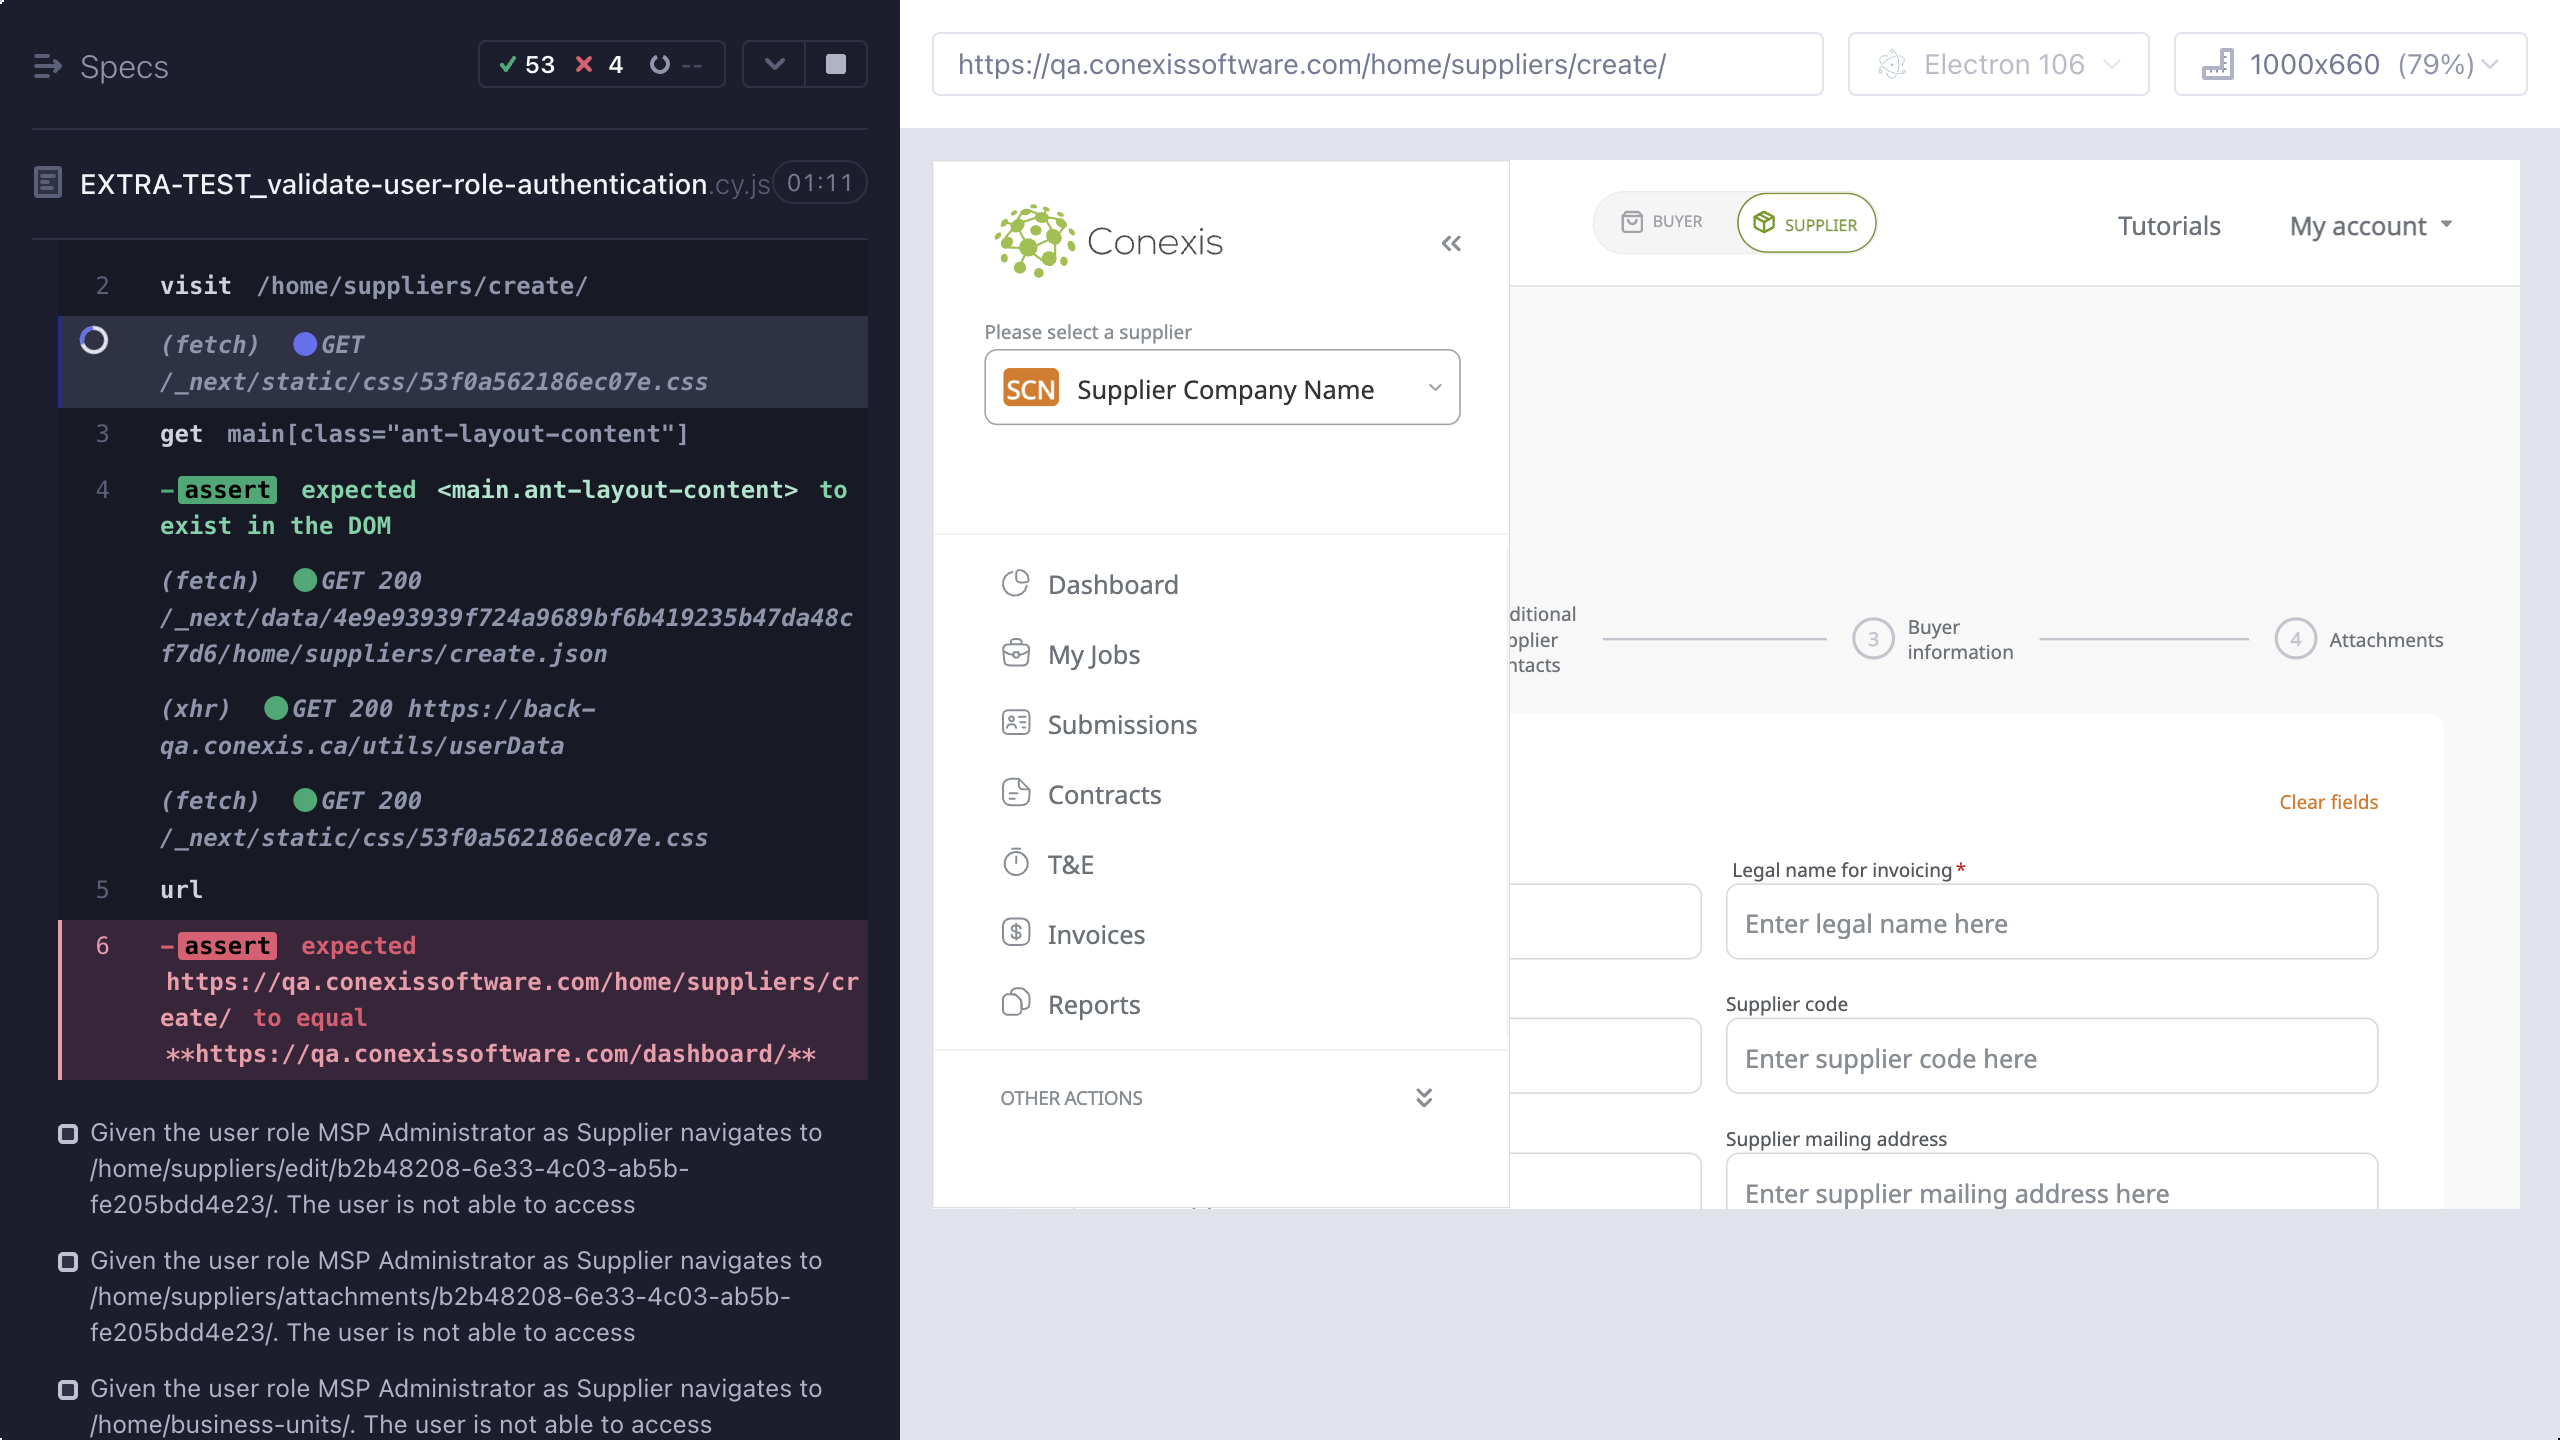 Specs
53 4 --
EXTRA-TEST_validate-user-role-authentication.cy.js 01:11
2 visit /home/suppliers/create/
(fetch) GET
/_next/static/css/53f0a562186ec07e.css
3 get main[class="ant-layout-content"]
4 -assert expected <main.ant-layout-content> to
exist in the DOM
(fetch) GET 200
/_next/data/4e9e93939f724a9689bf6b419235b47da48c
f7d6/home/suppliers/create.json
(xhr) GET 200 https://back-
qa.conexis.ca/utils/userData
(fetch) GET 200
/_next/static/css/53f0a562186ec07e.css
5 url
6 -assert expected
https://qa.conexissoftware.com/home/suppliers/cr
eate/ to equal
**https://qa.conexissoftware.com/dashboard/**
Given the user role MSP Administrator as Supplier navigates to
/home/suppliers/edit/b2b48208-6e33-4c03-ab5b-
fe205bdd4e23/. The user is not able to access
Given the user role MSP Administrator as Supplier navigates to
/home/suppliers/attachments/b2b48208-6e33-4c03-ab5b-
fe205bdd4e23/. The user is not able to access
Given the user role MSP Administrator as Supplier navigates to
/home/business-units/. The user is not able to access
https://qa.conexissoftware.com/home/suppliers/create/
Electron 106
1000x660 (79%)
Conexis
Please select a supplier
SCN Supplier Company Name
Dashboard
My Jobs
Submissions
Contracts
T&E
Invoices
Reports
OTHER ACTIONS
BUYER
SUPPLIER
Tutorials
My account
ditional
pplier
ntacts
3 Buyer
information
4 Attachments
Clear fields
Legal name for invoicing*
Enter legal name here
Supplier code
Enter supplier code here
Supplier mailing address
Enter supplier mailing address here